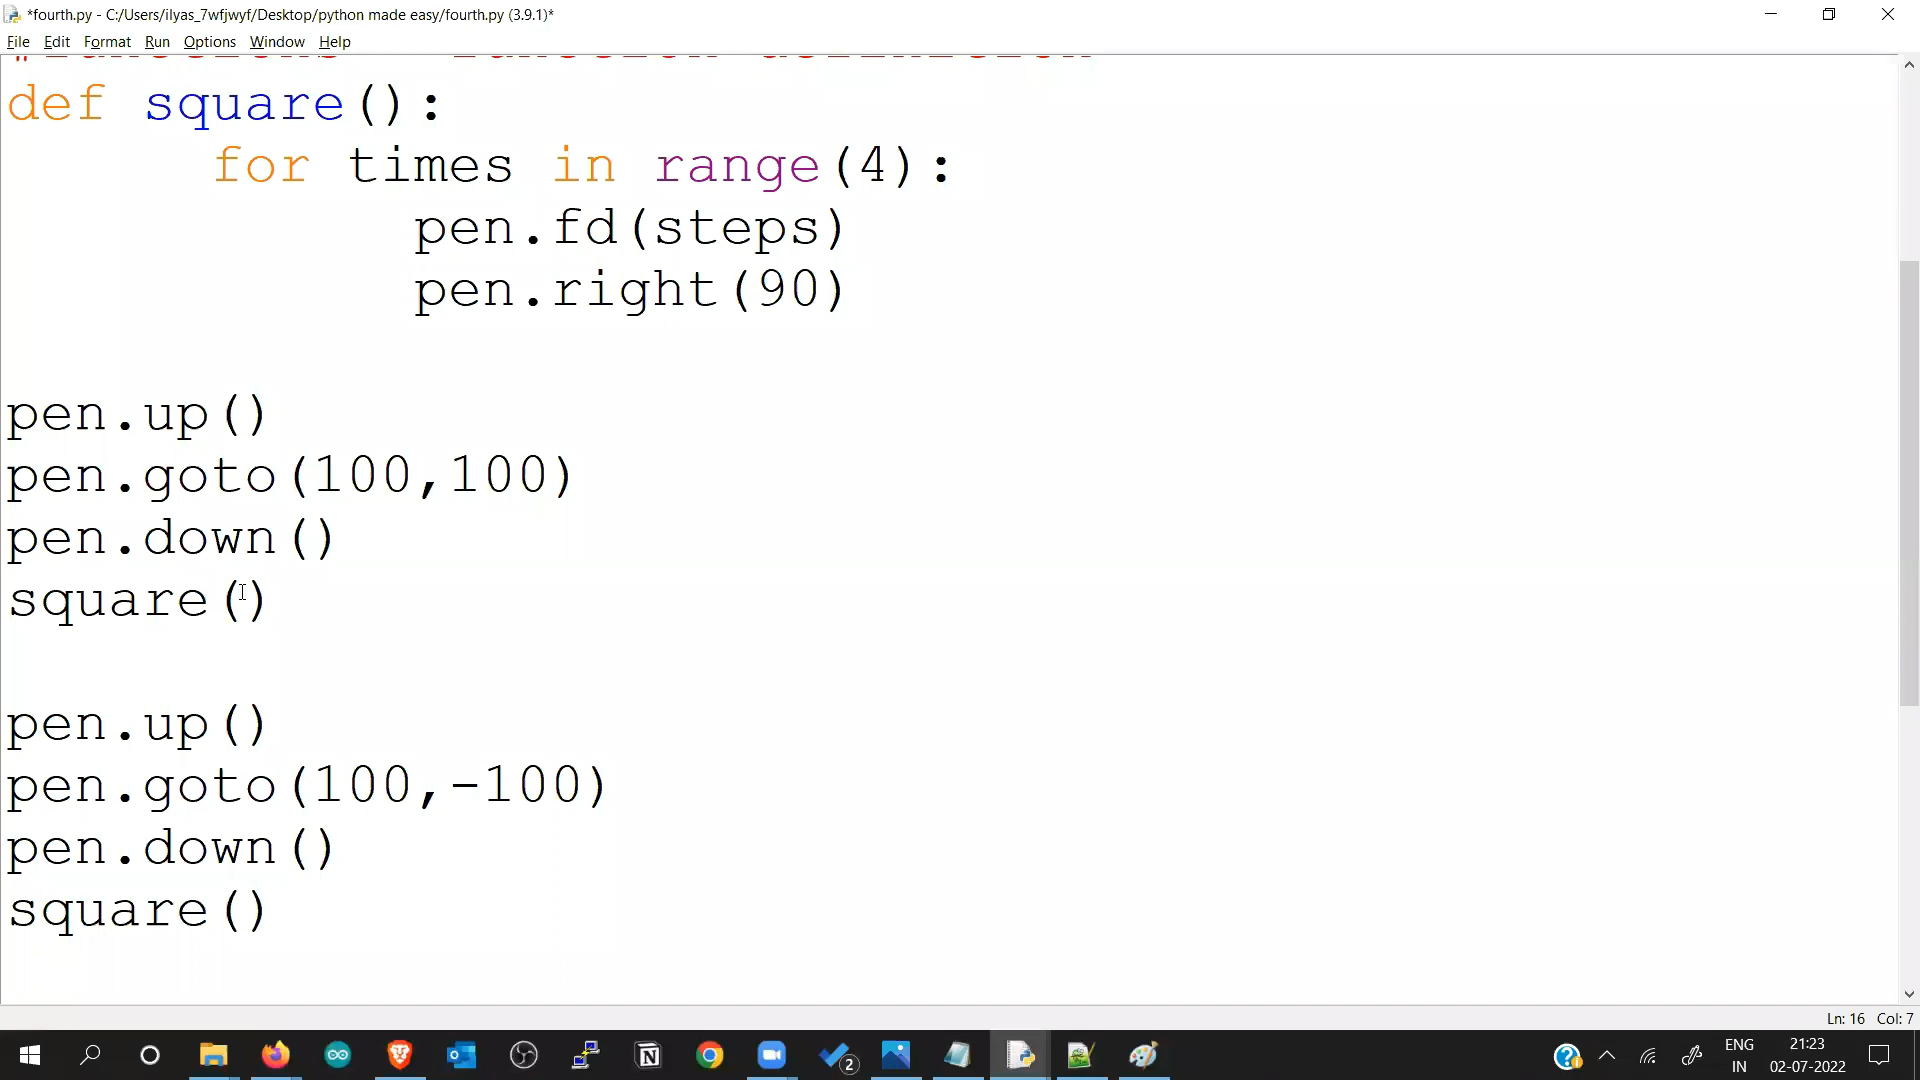 *fourth.py - C:/Users/ilyas_7wfjwyf/Desktop/python made easy/fourth.py (3.9.1)*
File Edit Format Run Options Window Help
def square():
for times in range(4):
pen.fd(steps)
pen.right(90)
pen.up()
pen.goto(100,100)
pen.down()
square()
pen.up()
pen.goto(100,-100)
pen.down()
square()
Ln: 16 Col: 7
2
ENG
IN
21:23
02-07-2022